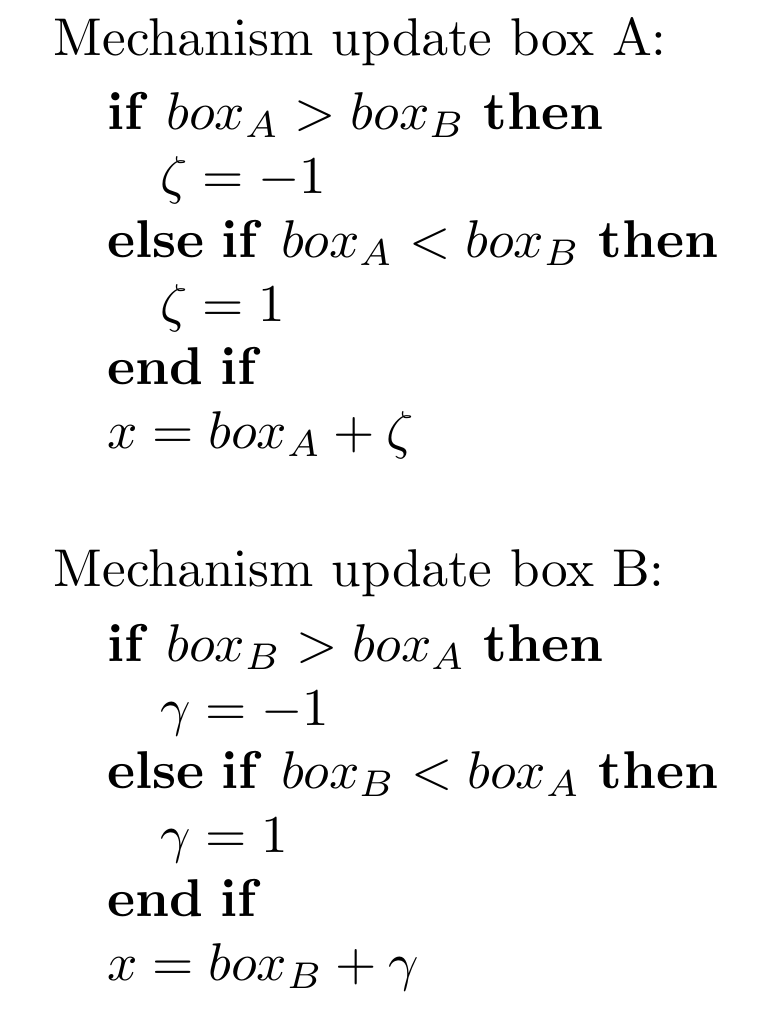 Mechanism update box A:
if box_A > box_B then
ζ = −1
else if box_A < box_B then
ζ = 1
end if
x = box_A + ζ
Mechanism update box B:
if box_B > box_A then
γ = −1
else if box_B < box_A then
γ = 1
end if
x = box_B + γ